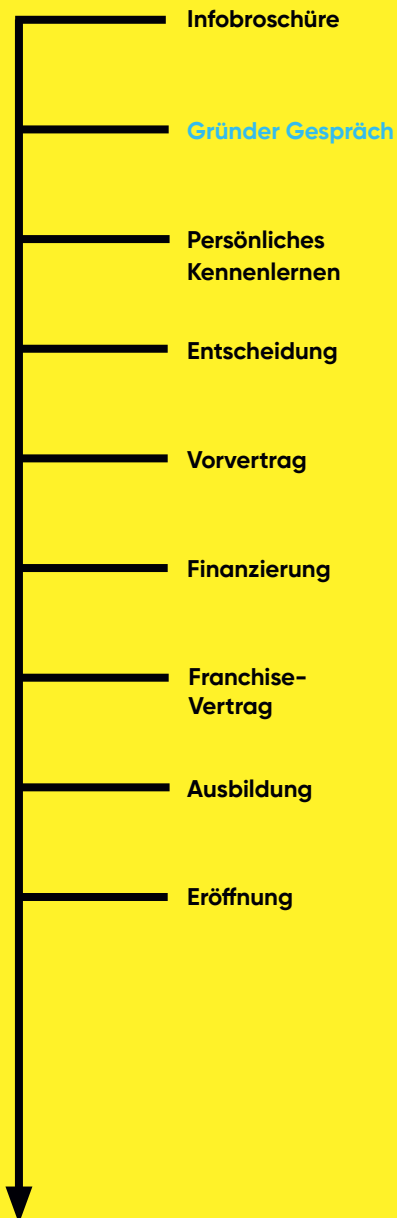 Infobroschüre
Gründer Gespräch
Persönliches
Kennenlernen
Entscheidung
Vorvertrag
Finanzierung
Franchise-
Vertrag
Ausbildung
Eröffnung